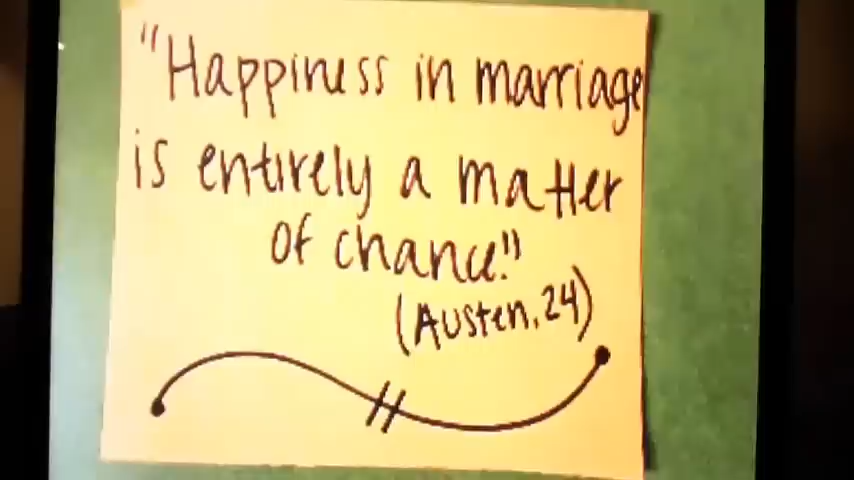 "Happiness in marriage
is entirely a matter
of chance."
(Austen, 24)